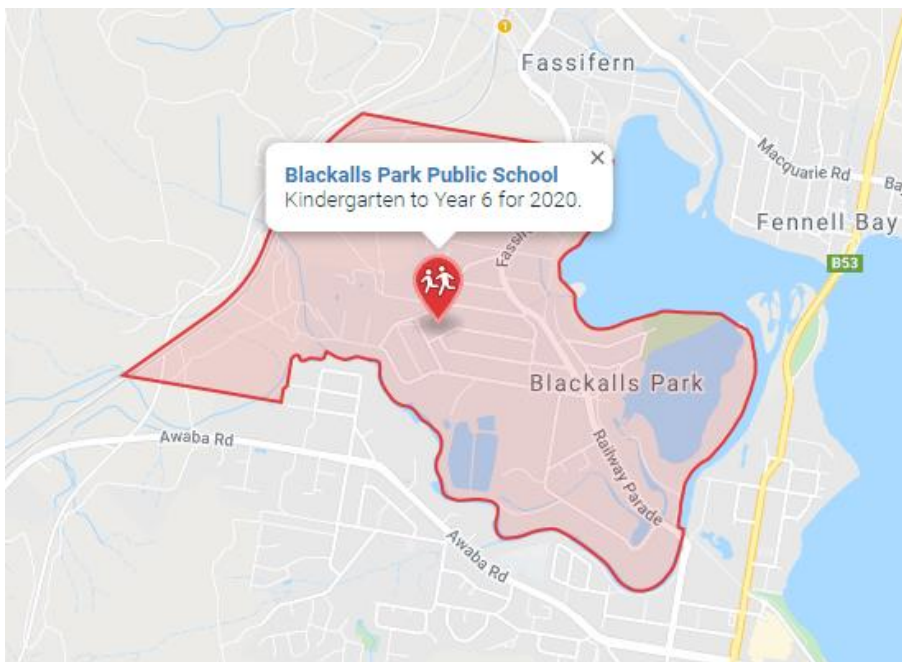 1
Fassifern
Macquarie Rd
Blackalls Park Public School
Kindergarten to Year 6 for 2020.
Fennell Bay
B53
Blackalls Park
Awaba Rd
Railway Parade
Awaba Rd